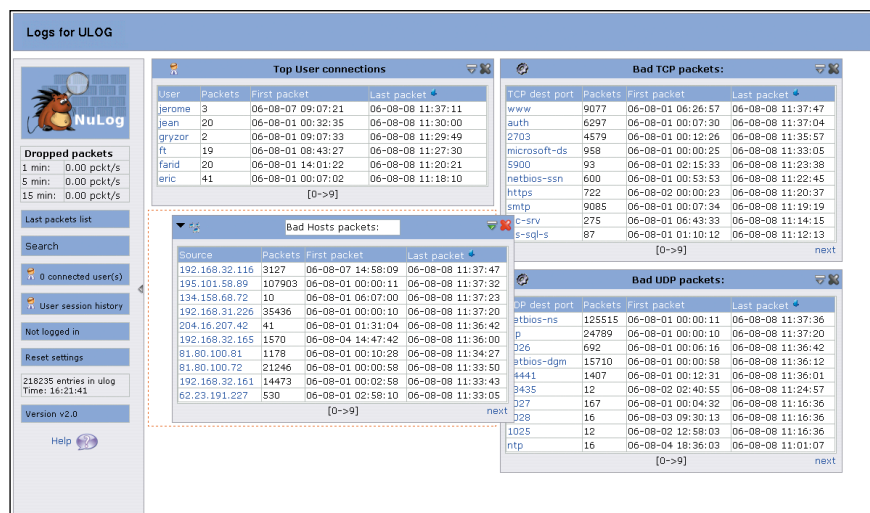 Logs for ULOG
NuLog
Dropped packets
1 min: 0.00 pckt/s
5 min: 0.00 pckt/s
15 min: 0.00 pckt/s
Last packets list
Search
0 connected user(s)
User session history
Not logged in
Reset settings
218235 entries in ulog
Time: 16:21:41
Version v2.0
Help
Top User connections
User Packets First packet Last packet
jerome 3 06-08-07 09:07:21 06-08-08 11:37:11
jean 20 06-08-01 00:32:35 06-08-08 11:30:00
gryzor 2 06-08-01 09:07:33 06-08-08 11:29:49
ft 19 06-08-01 08:43:27 06-08-08 11:27:30
farid 20 06-08-01 14:01:22 06-08-08 11:20:21
eric 41 06-08-01 00:07:02 06-08-08 11:18:10
[0->9]
Bad Hosts packets:
Source Packets First packet Last packet
192.168.32.116 3127 06-08-07 14:58:09 06-08-08 11:37:47
195.101.58.89 107903 06-08-01 00:00:11 06-08-08 11:37:32
134.158.68.72 10 06-08-01 06:07:00 06-08-08 11:37:23
192.168.31.226 35436 06-08-01 00:00:10 06-08-08 11:37:20
204.16.207.42 41 06-08-01 01:31:04 06-08-08 11:36:42
192.168.32.165 1570 06-08-04 14:47:42 06-08-08 11:36:00
81.80.100.81 1178 06-08-01 00:10:28 06-08-08 11:34:27
81.80.100.72 21246 06-08-01 00:00:58 06-08-08 11:33:50
192.168.32.161 14473 06-08-01 00:02:58 06-08-08 11:33:43
62.23.191.227 530 06-08-01 02:58:10 06-08-08 11:33:05
[0->9] next
Bad TCP packets:
TCP dest port Packets First packet Last packet
www 9077 06-08-01 06:26:57 06-08-08 11:37:47
auth 6297 06-08-01 00:07:30 06-08-08 11:37:04
2703 4579 06-08-01 00:12:26 06-08-08 11:35:57
microsoft-ds 958 06-08-01 00:00:25 06-08-08 11:33:05
5900 93 06-08-01 02:15:33 06-08-08 11:23:38
netbios-ssn 600 06-08-01 00:53:53 06-08-08 11:22:45
https 722 06-08-02 00:00:23 06-08-08 11:20:37
smtp 9085 06-08-01 00:07:34 06-08-08 11:19:19
c-srv 275 06-08-01 06:43:33 06-08-08 11:14:15
s-sql-s 87 06-08-01 01:10:12 06-08-08 11:12:13
[0->9] next
Bad UDP packets:
DP dest port Packets First packet Last packet
etbios-ns 125515 06-08-01 00:00:11 06-08-08 11:37:36
p 24789 06-08-01 00:00:10 06-08-08 11:37:20
026 692 06-08-01 00:06:16 06-08-08 11:36:42
etbios-dgm 15710 06-08-01 00:00:58 06-08-08 11:36:12
4441 1407 06-08-01 00:12:31 06-08-08 11:36:01
3435 12 06-08-02 02:40:55 06-08-08 11:24:57
027 167 06-08-01 00:04:32 06-08-08 11:16:36
028 16 06-08-03 09:30:13 06-08-08 11:16:36
1025 12 06-08-02 12:58:03 06-08-08 11:16:36
ntp 16 06-08-04 18:36:03 06-08-08 11:01:07
[0->9] next